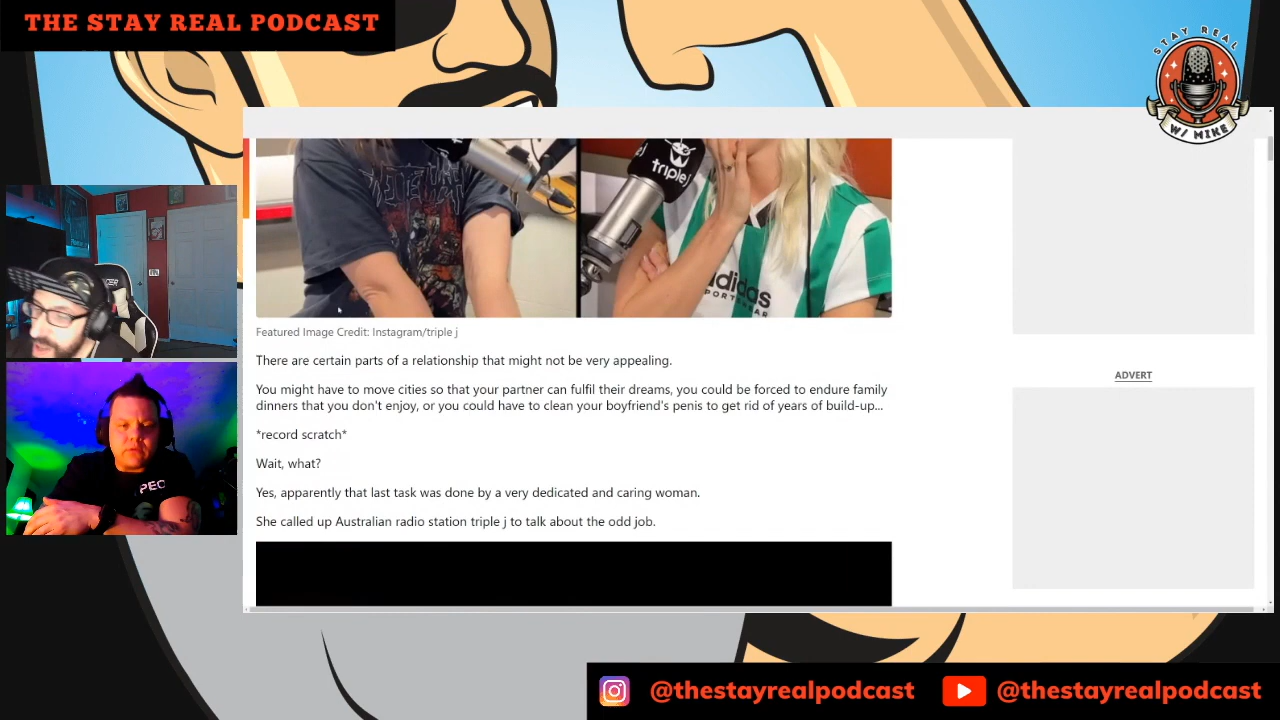 THE STAY REAL PODCAST
STAY REAL
W/ MIKE
triple j
adidas
Featured Image Credit: Instagram/triple j
There are certain parts of a relationship that might not be very appealing.
You might have to move cities so that your partner can fulfil their dreams, you could be forced to endure family
dinners that you don't enjoy, or you could have to clean your boyfriend's penis to get rid of years of build-up...
*record scratch*
Wait, what?
Yes, apparently that last task was done by a very dedicated and caring woman.
She called up Australian radio station triple j to talk about the odd job.
ADVERT
PEO
@thestayrealpodcast
@thestayrealpodcast